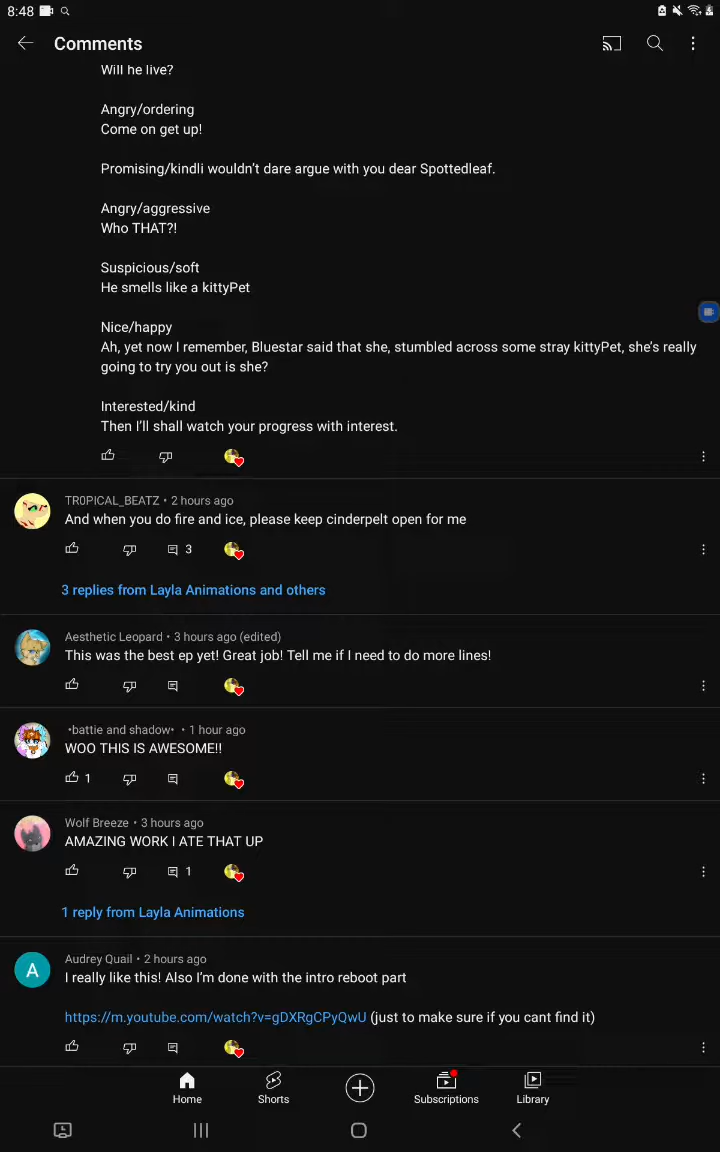 8:48
Comments
Will he live?
Angry/ordering
Come on get up!
Promising/kindIi wouldn't dare argue with you dear Spottedleaf.
Angry/aggressive
Who THAT?!
Suspicious/soft
He smells like a kittyPet
Nice/happy
Ah, yet now I remember, Bluestar said that she, stumbled across some stray kittyPet, she's really
going to try you out is she?
Interested/kind
Then I'll shall watch your progress with interest.
TR0PICAL_BEATZ • 2 hours ago
And when you do fire and ice, please keep cinderpelt open for me
3
3 replies from Layla Animations and others
Aesthetic Leopard • 3 hours ago (edited)
This was the best ep yet! Great job! Tell me if I need to do more lines!
•battie and shadow• • 1 hour ago
WOO THIS IS AWESOME!!
1
Wolf Breeze • 3 hours ago
AMAZING WORK I ATE THAT UP
1
1 reply from Layla Animations
A
Audrey Quail • 2 hours ago
I really like this! Also I'm done with the intro reboot part
https://m.youtube.com/watch?v=gDXRgCPyQwU (just to make sure if you cant find it)
Home
Shorts
Subscriptions
Library